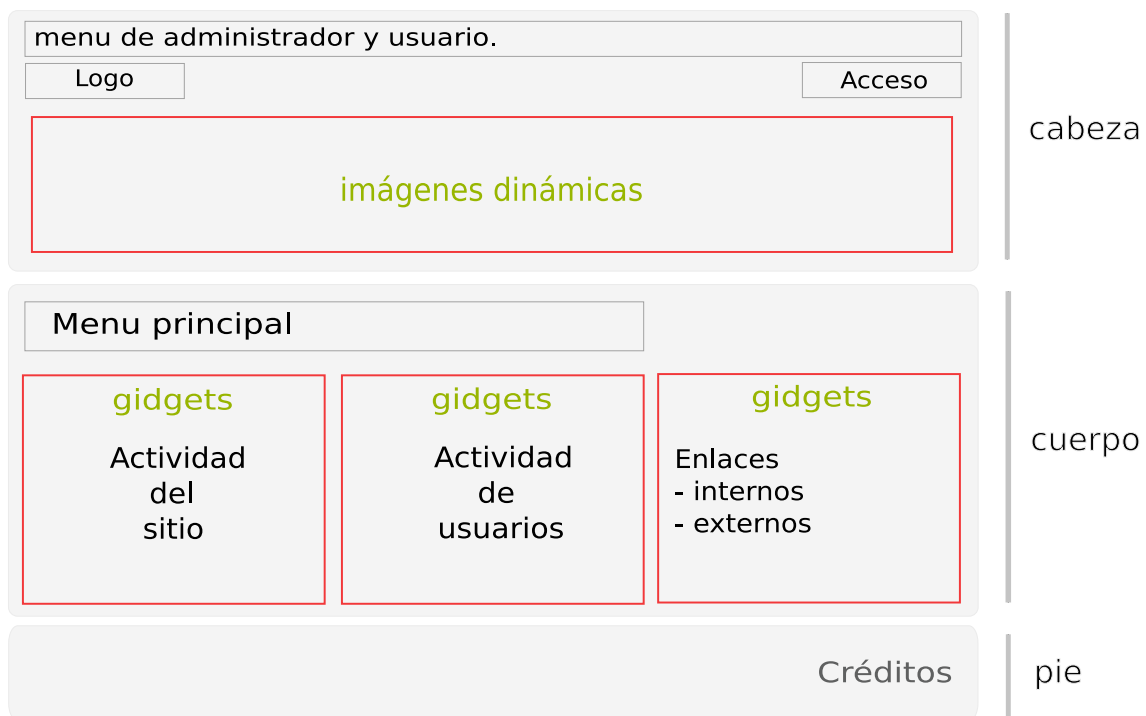 menu de administrador y usuario.
Logo
Acceso
cabeza
imágenes dinámicas
Menu principal
gidgets
Actividad
del
sitio
gidgets
Actividad
de
usuarios
gidgets
Enlaces
- internos
- externos
cuerpo
Créditos
pie